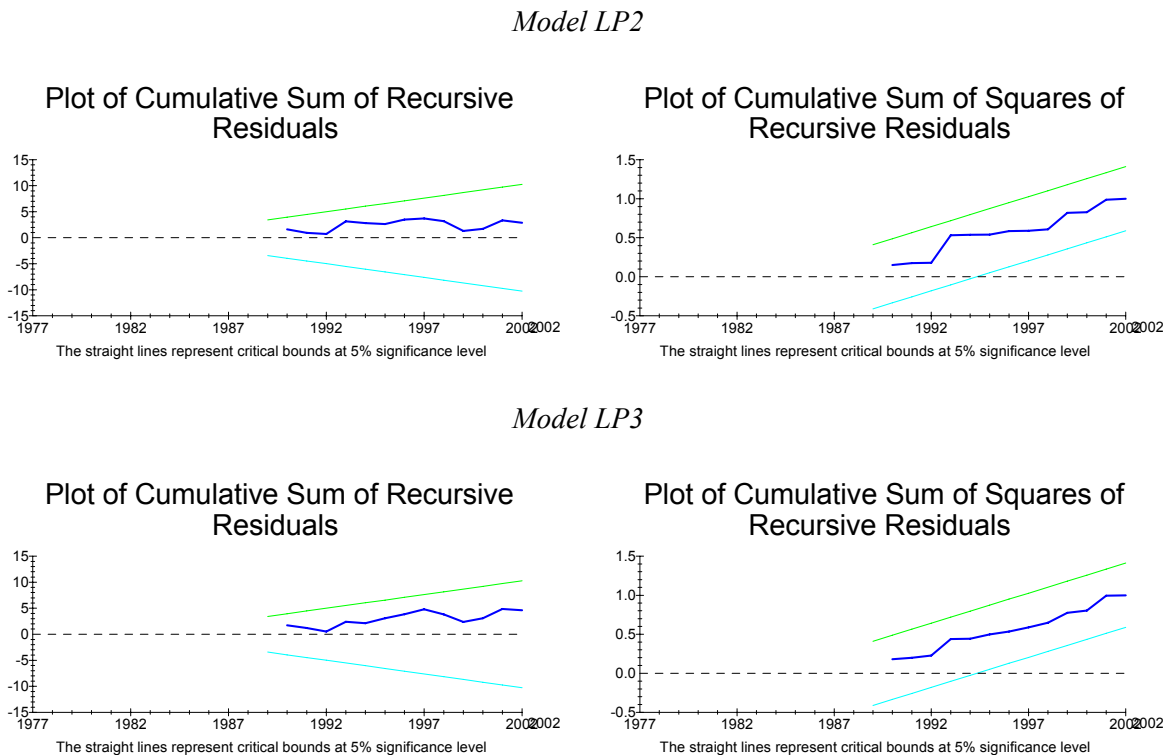 Model LP2
Plot of Cumulative Sum of Recursive
Residuals
15
10
5
0
-5
-10
-15
1977 1982 1987 1992 1997 2002 2002
The straight lines represent critical bounds at 5% significance level
Plot of Cumulative Sum of Squares of
Recursive Residuals
1.5
1.0
0.5
0.0
-0.5
1977 1982 1987 1992 1997 2002 2002
The straight lines represent critical bounds at 5% significance level
Model LP3
Plot of Cumulative Sum of Recursive
Residuals
15
10
5
0
-5
-10
-15
1977 1982 1987 1992 1997 2002 2002
The straight lines represent critical bounds at 5% significance level
Plot of Cumulative Sum of Squares of
Recursive Residuals
1.5
1.0
0.5
0.0
-0.5
1977 1982 1987 1992 1997 2002 2002
The straight lines represent critical bounds at 5% significance level